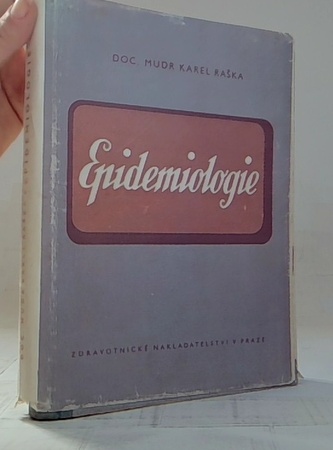 DOC. MUDR KAREL RAŠKA
Epidemiologie
ZDRAVOTNICKÉ NAKLADATELSTVÍ V PRAZE